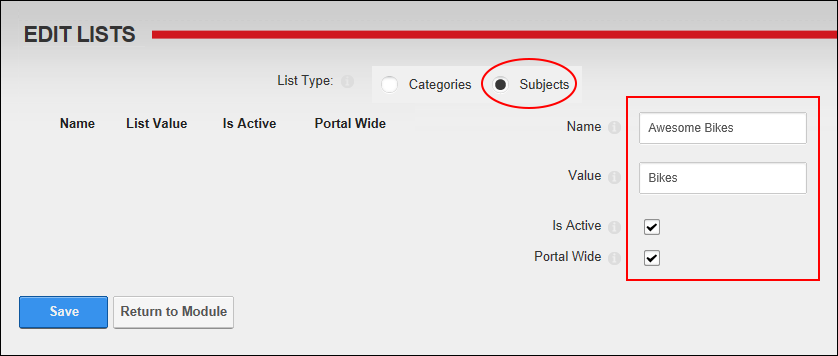 EDIT LISTS
List Type: Categories Subjects
Name List Value Is Active Portal Wide
Name Awesome Bikes
Value Bikes
Is Active
Portal Wide
Save Return to Module